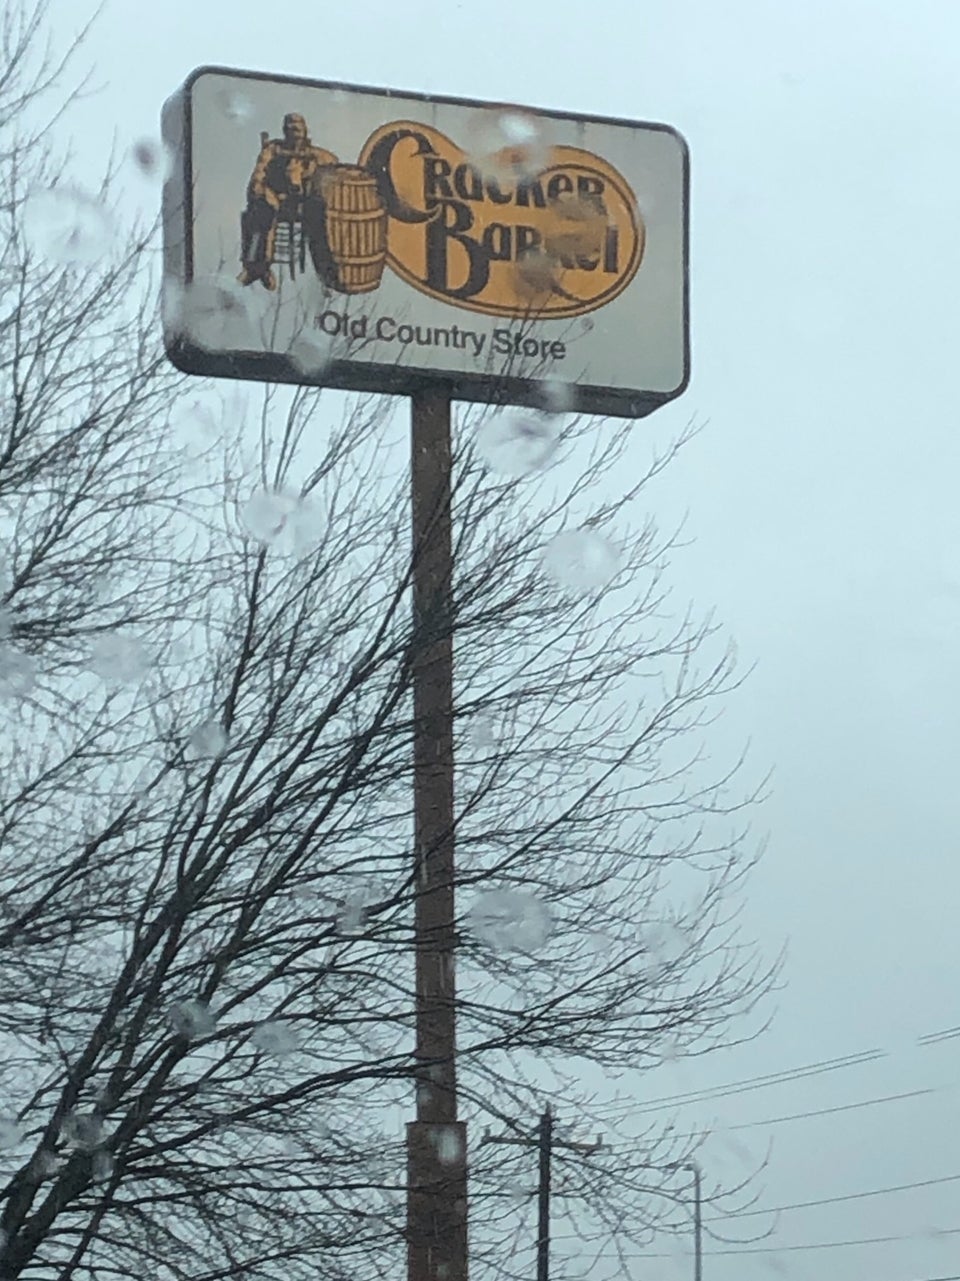 Cracker
Barrel
Old Country Store
®